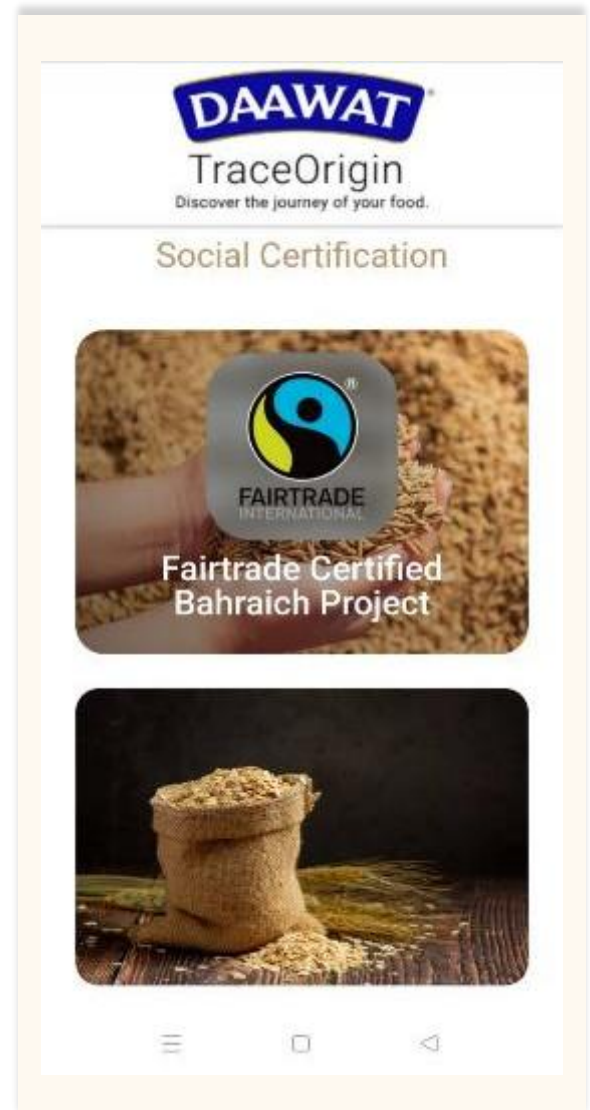 DAAWAT
TraceOrigin
Discover the journey of your food.
Social Certification
®
FAIRTRADE
INTERNATIONAL
Fairtrade Certified
Bahraich Project